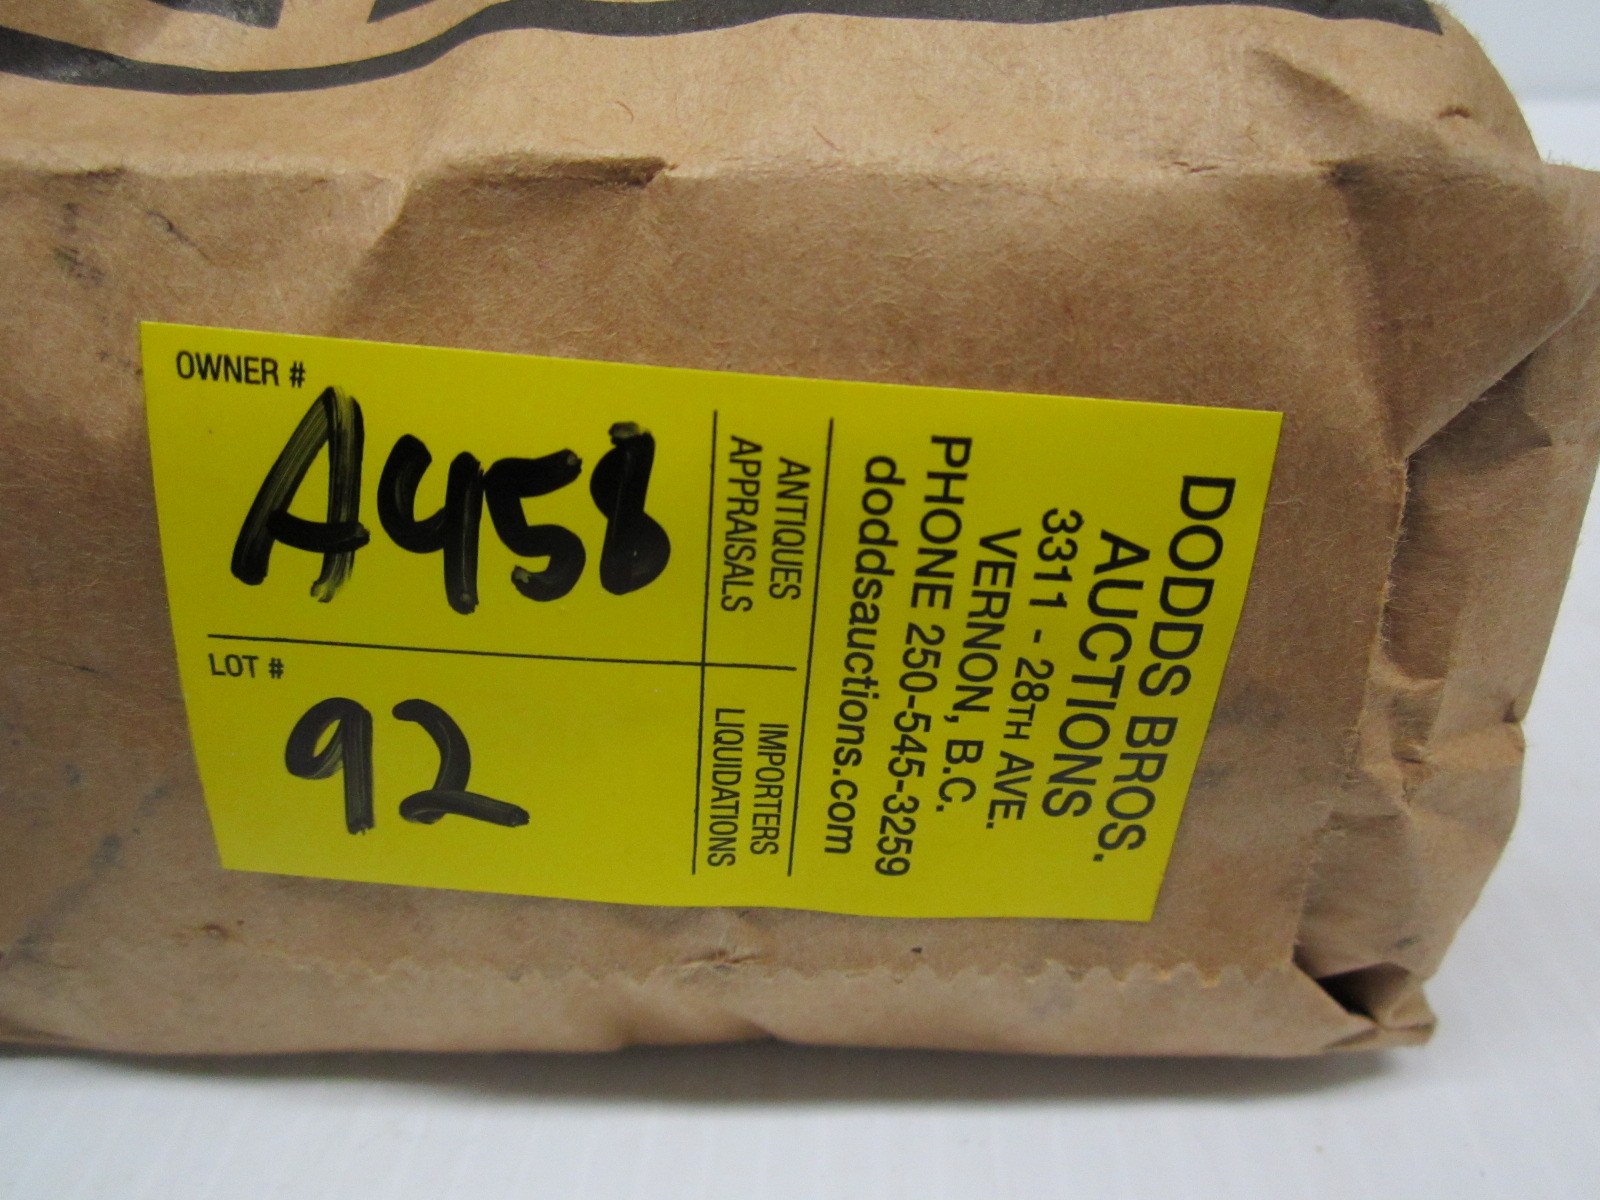 OWNER #
A458
LOT #
92
ANTIQUES
APPRAISALS
IMPORTERS
LIQUIDATIONS
DODDS BROS.
AUCTIONS
3311 - 28TH AVE.
VERNON, B.C.
PHONE 250-545-3259
doddsauctions.com